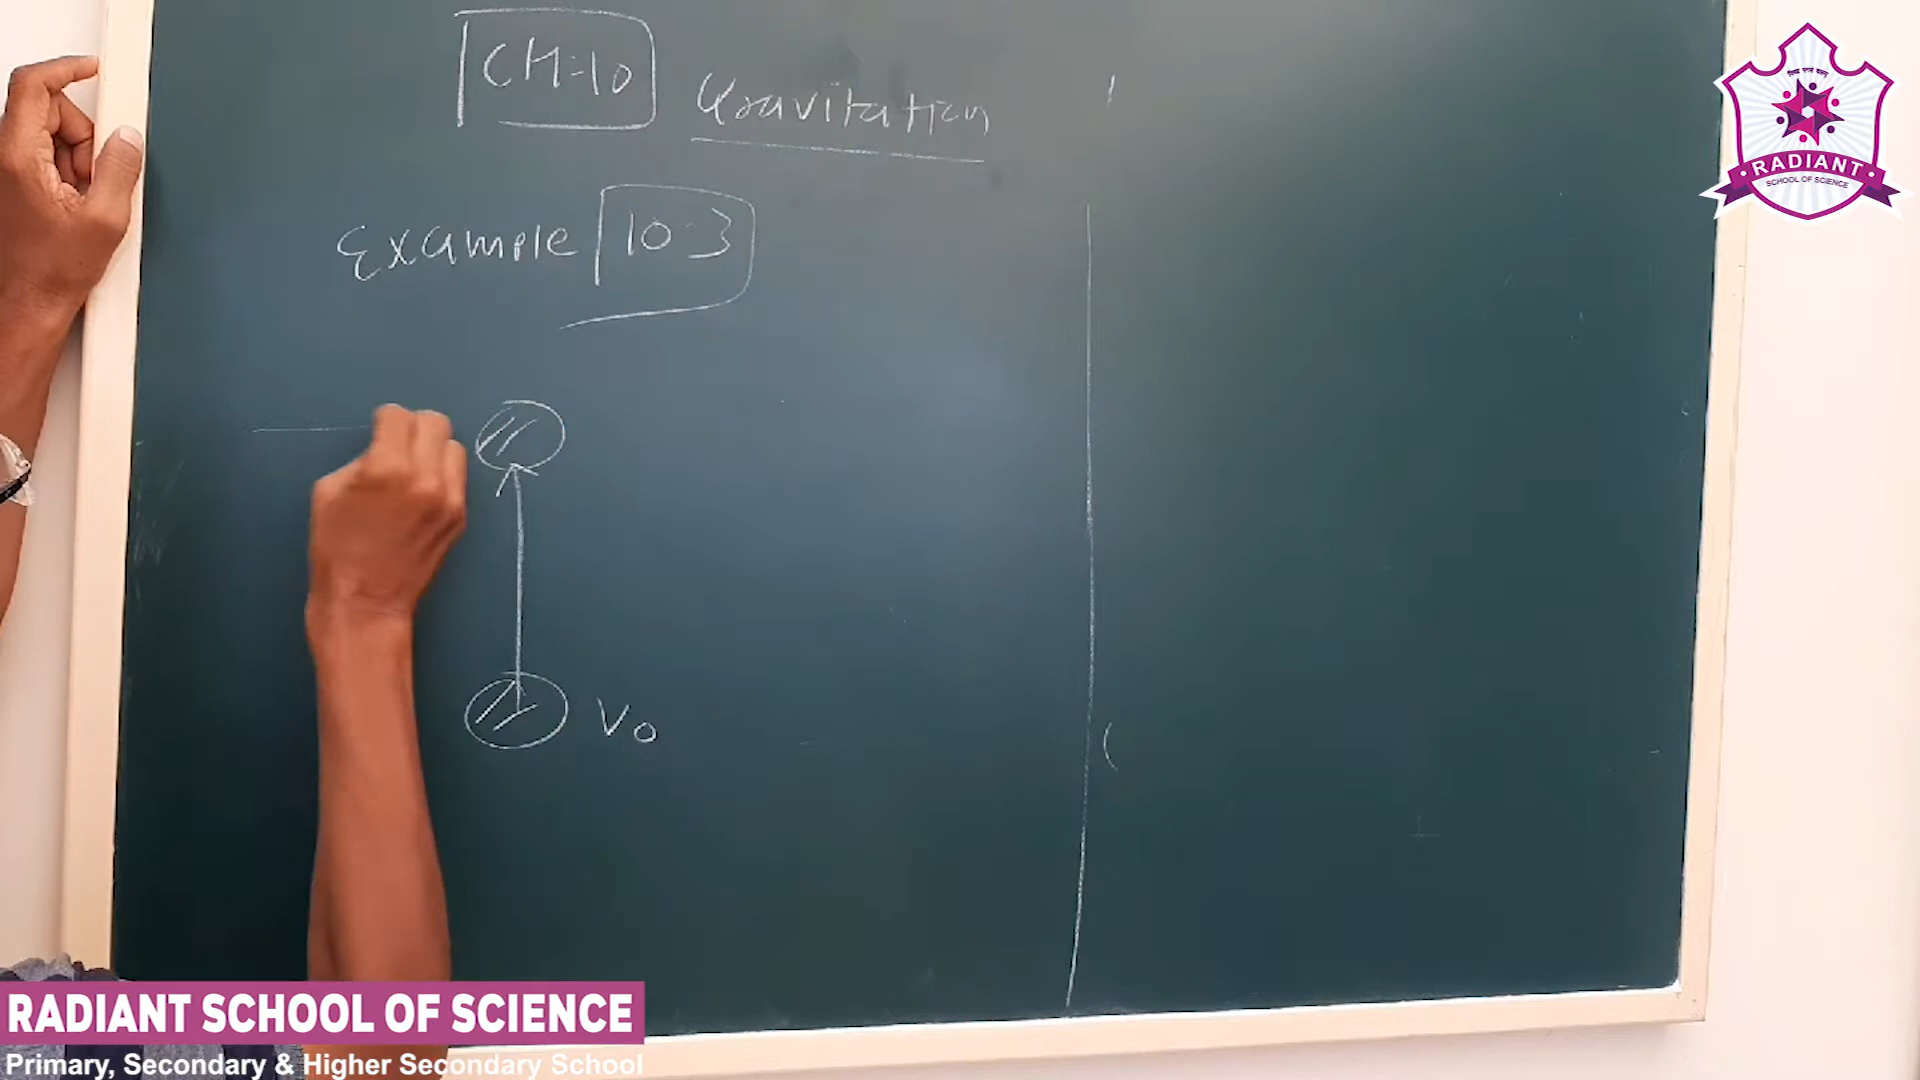 CH:10
Gravitation
Example 10.3
V0
RADIANT
SCHOOL OF SCIENCE
RADIANT SCHOOL OF SCIENCE
Primary, Secondary & Higher Secondary School